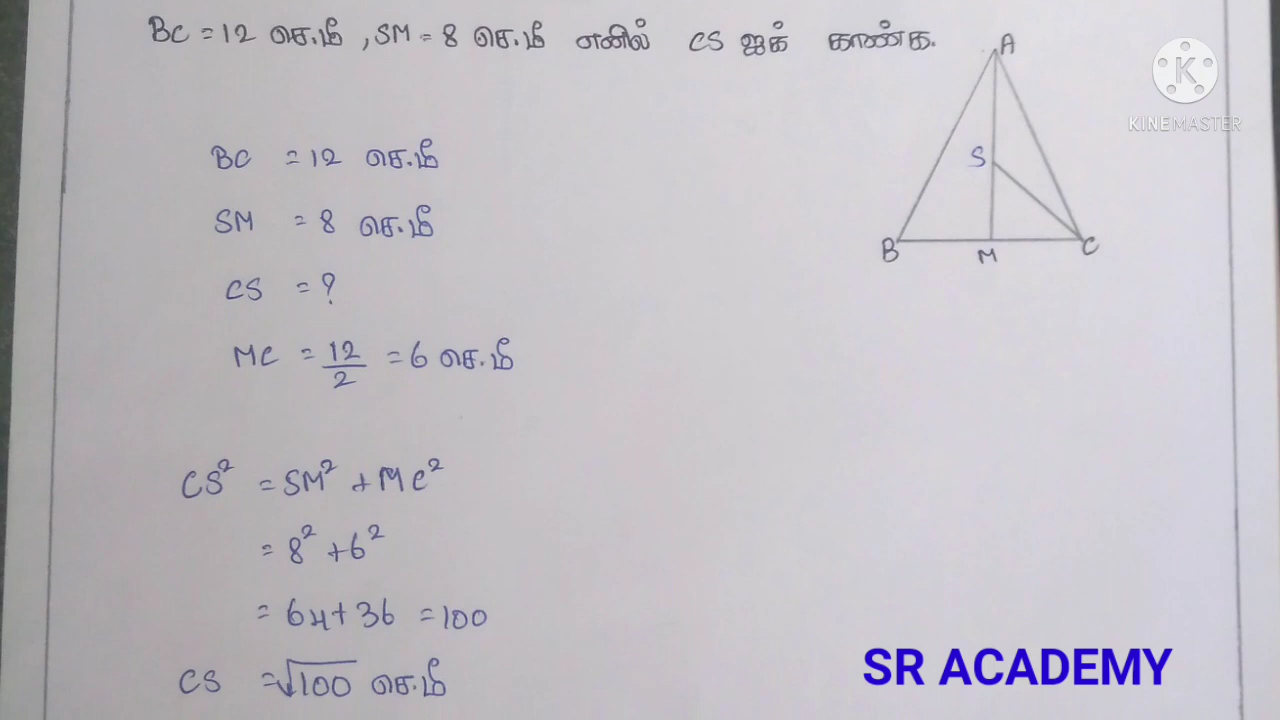 BC = 12 செ.மீ , SM = 8 செ.மீ எனில் CS ஐக் காண்க.
A
KINEMASTER
BC = 12 செ.மீ
S
SM = 8 செ.மீ
B M C
CS = ?
MC = 12/2 = 6 செ.மீ
CS² = SM² + MC²
= 8² + 6²
= 64 + 36 = 100
CS = √100 செ.மீ
SR ACADEMY